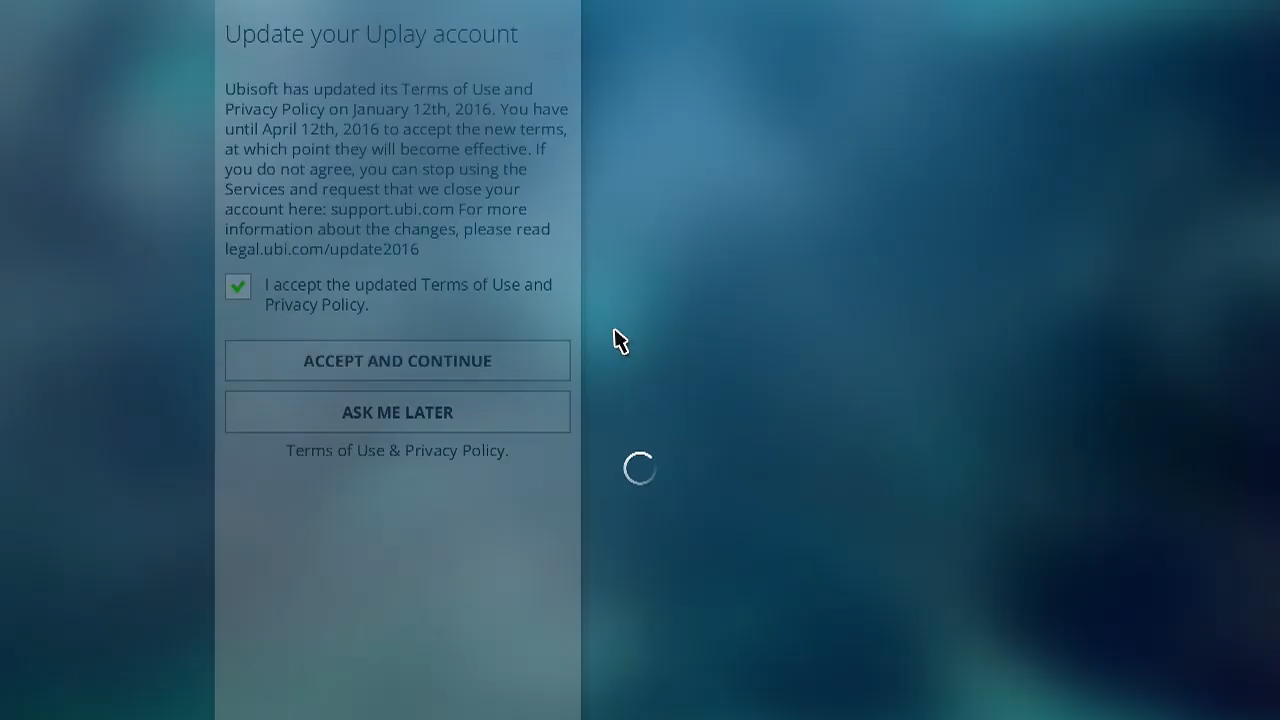 Update your Uplay account
Ubisoft has updated its Terms of Use and
Privacy Policy on January 12th, 2016. You have
until April 12th, 2016 to accept the new terms,
at which point they will become effective. If
you do not agree, you can stop using the
Services and request that we close your
account here: support.ubi.com For more
information about the changes, please read
legal.ubi.com/update2016
I accept the updated Terms of Use and
Privacy Policy.
ACCEPT AND CONTINUE
ASK ME LATER
Terms of Use & Privacy Policy.